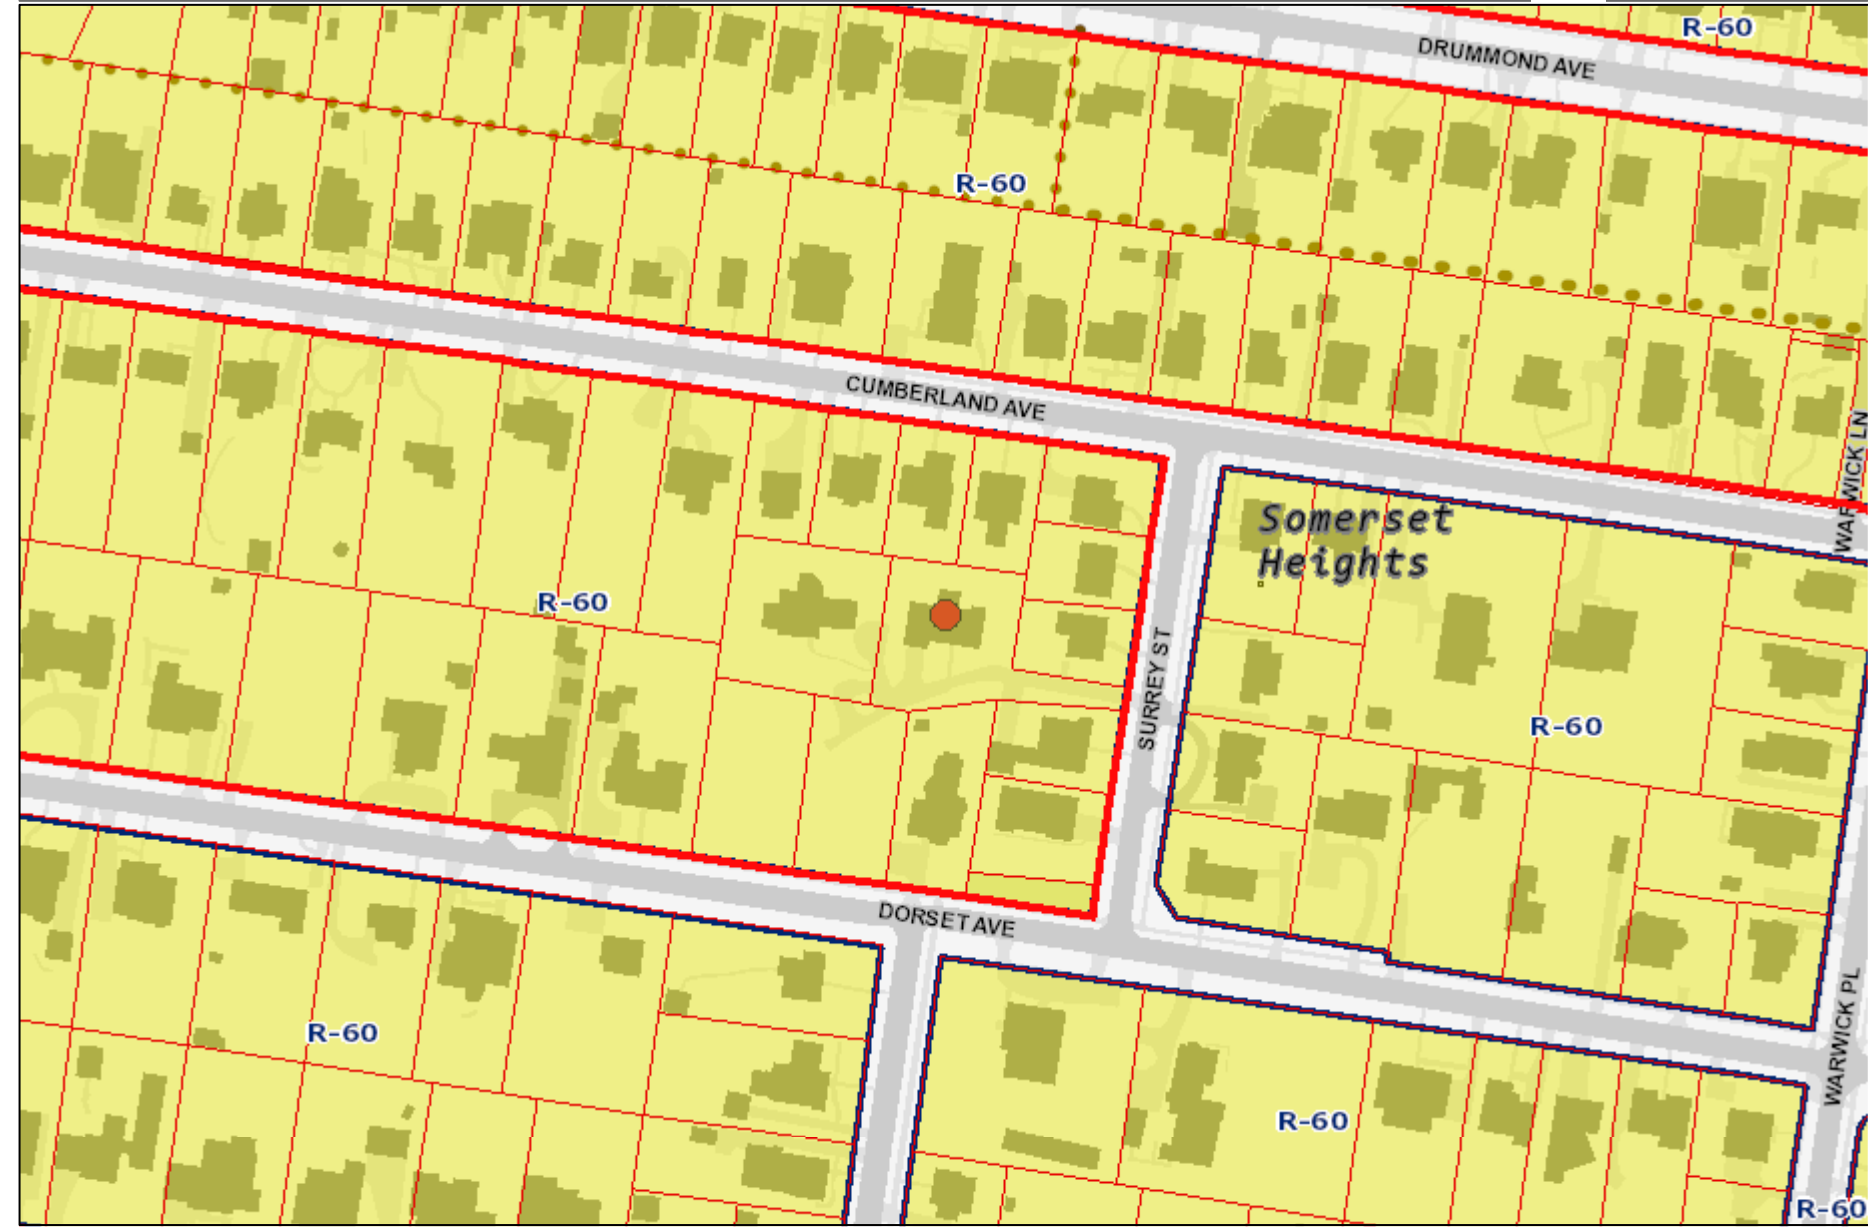 R-60
DRUMMOND AVE
R-60
CUMBERLAND AVE
WARWICK LN
Somerset
Heights
R-60
SURREY ST
R-60
DORSET AVE
R-60
WARWICK PL
R-60
R-60